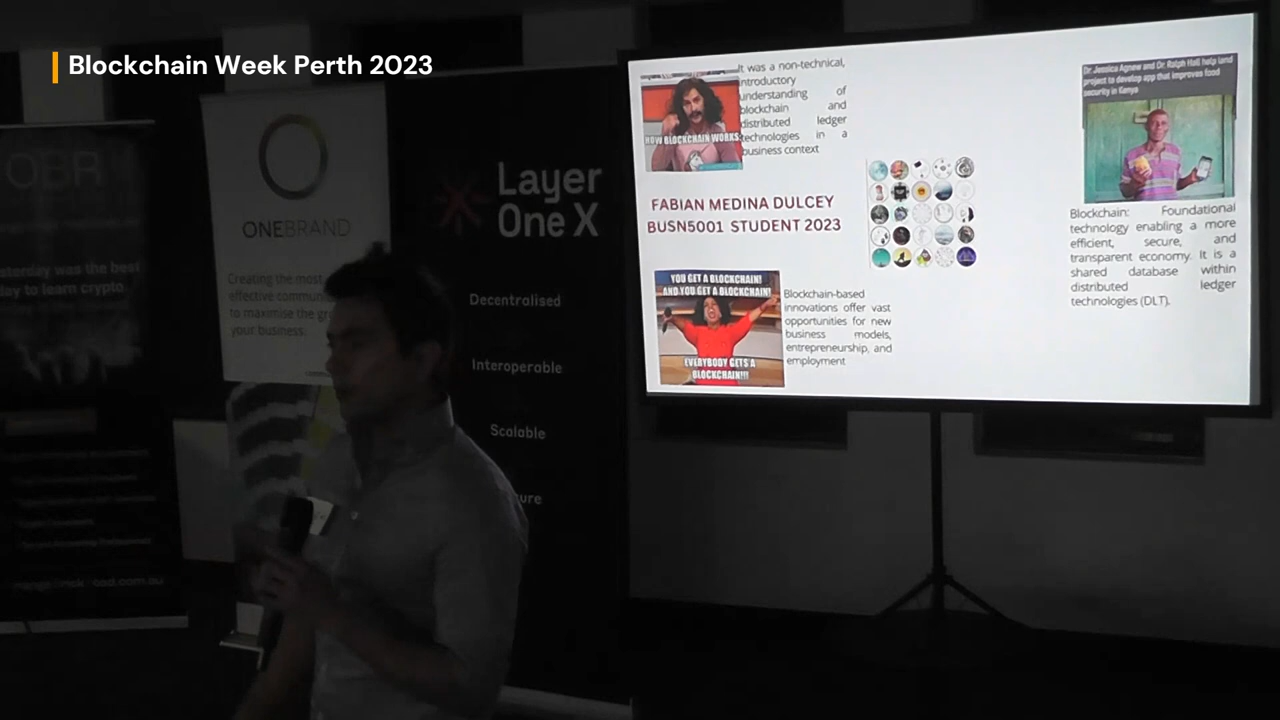 Blockchain Week Perth 2023
OBR
yesterday was the best
day to learn crypto
ONEBRAND
Creating the most
effective
to maximise the
your business.
Layer
One X
Decentralised
Interopable
Scalable
It was a non-technical,
introductory
understanding of
blockchain and
distributed ledger
technologies in a
business context
HOW BLOCKCHAIN WORKS:
FABIAN MEDINA DULCEY
BUSN5001 STUDENT 2023
YOU GET A BLOCKCHAIN!
AND YOU GET A BLOCKCHAIN!
EVERYBODY GETS A
BLOCKCHAIN!!!
Blockchain-based
innovations offer vast
opportunities for new
business models,
entrepreneurship, and
employment
Dr Jessica Agnew and Dr Ralph Hall help land
project to develop app that improves food
security in Kenya
Blockchain: Foundational
technology enabling a more
efficient, secure, and
transparent economy. It is a
shared database within
distributed ledger
technologies (DLT).